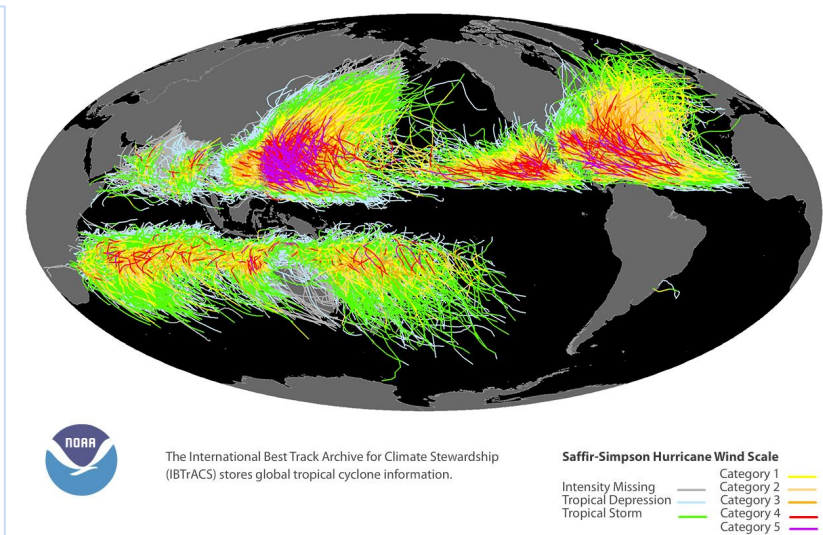 NOAA
The International Best Track Archive for Climate Stewardship
(IBTrACS) stores global tropical cyclone information.
Saffir-Simpson Hurricane Wind Scale
Intensity Missing
Tropical Depression
Tropical Storm
Category 1
Category 2
Category 3
Category 4
Category 5